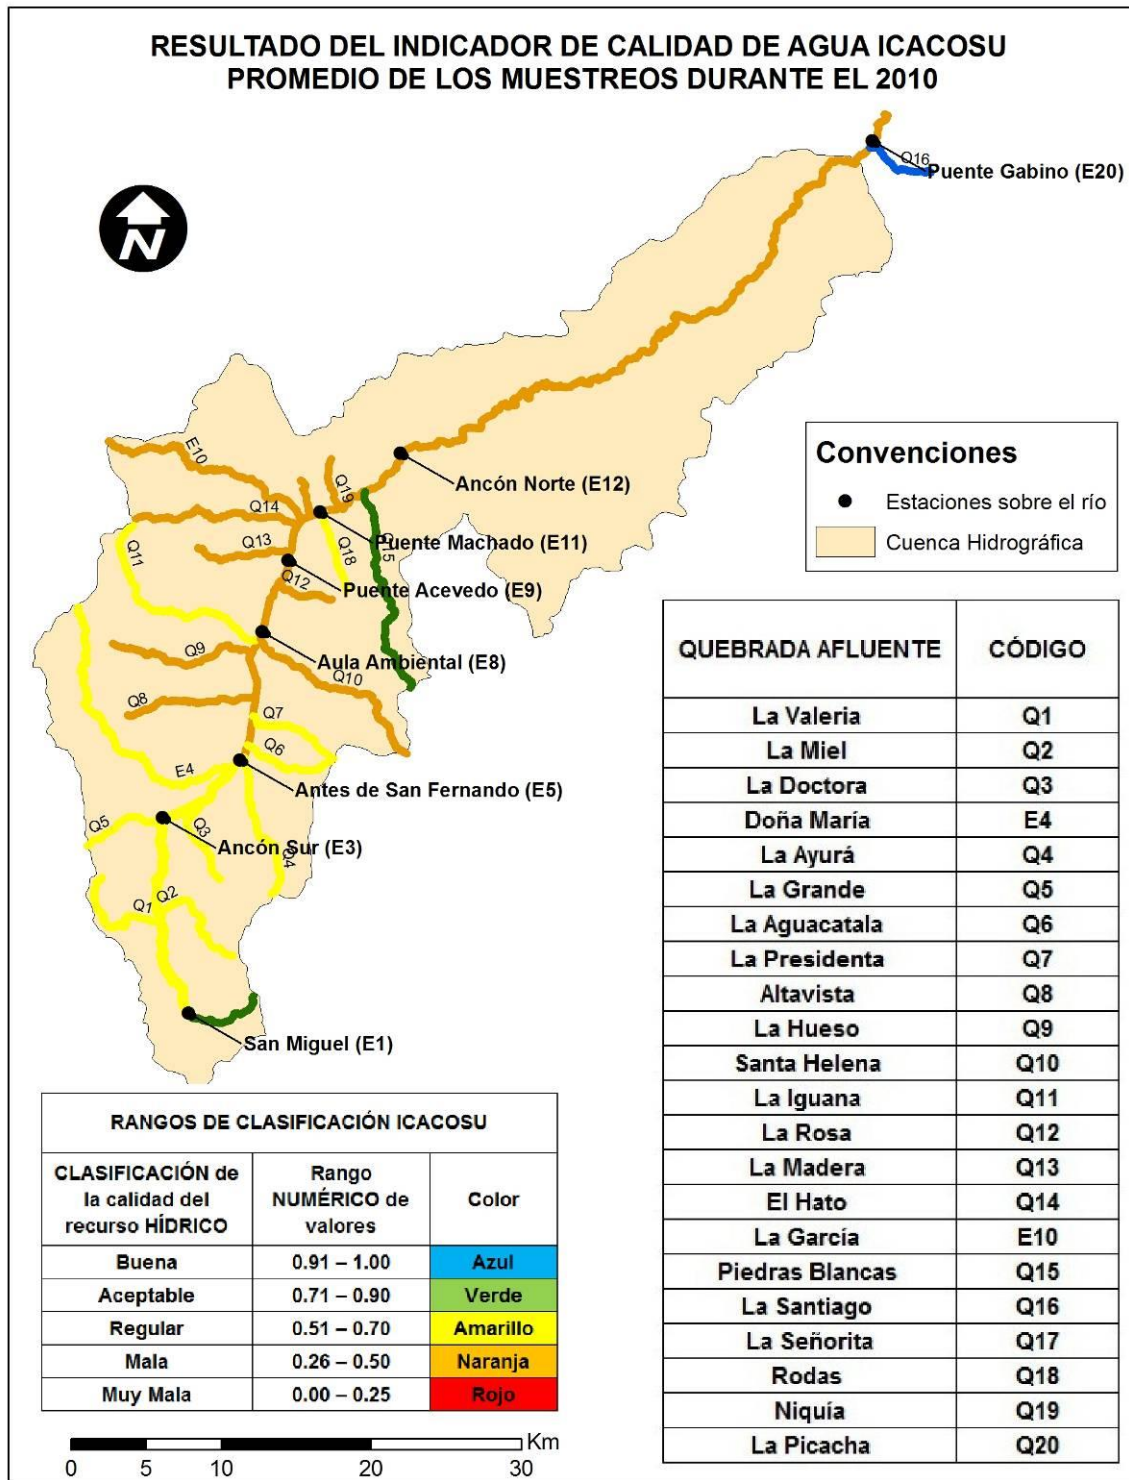 RESULTADO DEL INDICADOR DE CALIDAD DE AGUA ICACOSU
PROMEDIO DE LOS MUESTREOS DURANTE EL 2010
N
Q16
Puente Gabino (E20)
E10
Q19
Ancón Norte (E12)
Q14
Q11
Q13
Puente Machado (E11)
Q15
Q18
Q12
Puente Acevedo (E9)
Q9
Aula Ambiental (E8)
Q10
Q8
Q7
Q6
E4
Antes de San Fernando (E5)
Q5
Q3
Ancón Sur (E3)
Q4
Q1
Q2
San Miguel (E1)
Convenciones
Estaciones sobre el río
Cuenca Hidrográfica
QUEBRADA AFLUENTE CÓDIGO
La Valeria Q1
La Miel Q2
La Doctora Q3
Doña María E4
La Ayurá Q4
La Grande Q5
La Aguacatala Q6
La Presidenta Q7
Altavista Q8
La Hueso Q9
Santa Helena Q10
La Iguana Q11
La Rosa Q12
La Madera Q13
El Hato Q14
La García E10
Piedras Blancas Q15
La Santiago Q16
La Señorita Q17
Rodas Q18
Niquía Q19
La Picacha Q20
RANGOS DE CLASIFICACIÓN ICACOSU
CLASIFICACIÓN de
la calidad del
recurso HÍDRICO
Rango
NUMÉRICO de
valores
Color
Buena 0.91 – 1.00 Azul
Aceptable 0.71 – 0.90 Verde
Regular 0.51 – 0.70 Amarillo
Mala 0.26 – 0.50 Naranja
Muy Mala 0.00 – 0.25 Rojo
Km
0 5 10 20 30